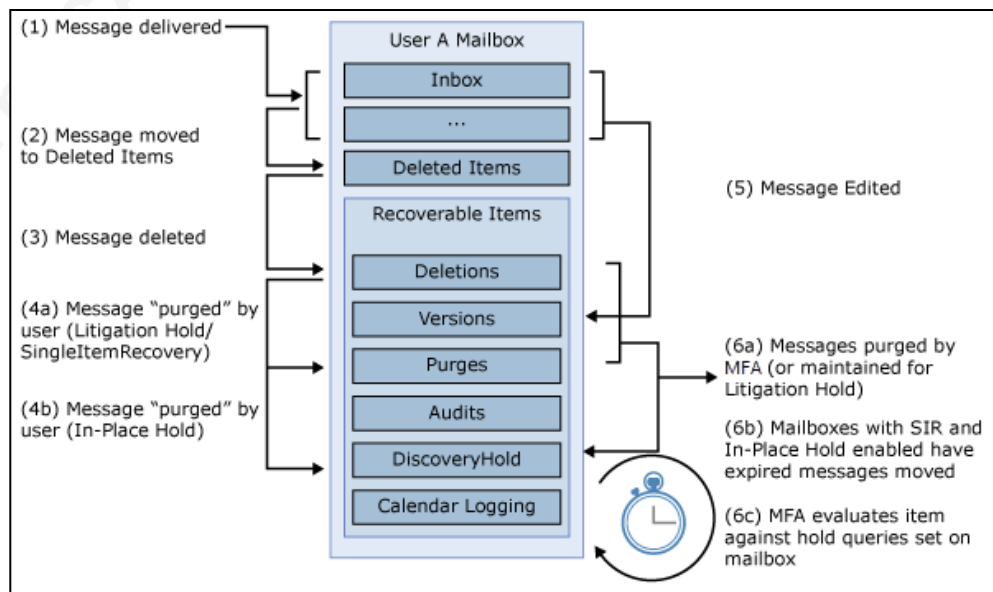 (1) Message delivered
(2) Message moved
to Deleted Items
(3) Message deleted
(4a) Message “purged” by
user (Litigation Hold/
SingleItemRecovery)
(4b) Message “purged” by
user (In-Place Hold)
User A Mailbox
Inbox
...
Deleted Items
Recoverable Items
Deletions
Versions
Purges
Audits
DiscoveryHold
Calendar Logging
(5) Message Edited
(6a) Messages purged by
MFA (or maintained for
Litigation Hold)
(6b) Mailboxes with SIR and
In-Place Hold enabled have
expired messages moved
(6c) MFA evaluates item
against hold queries set on
mailbox